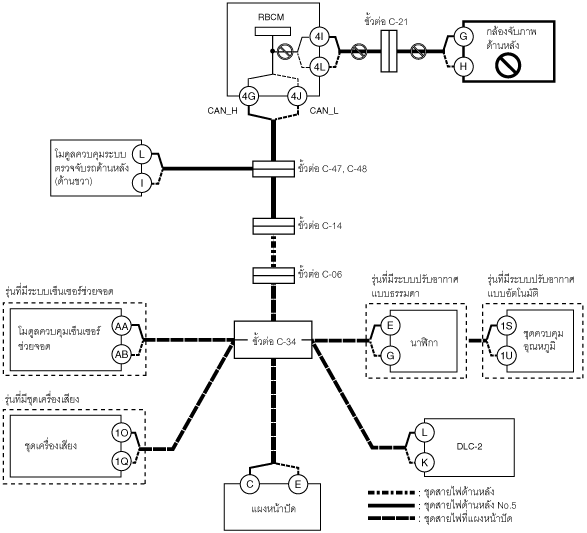 RBCM
4I
4L
ขั้วต่อ C-21
G
H
กล้องจับภาพ
ด้านหลัง
4G
4J
CAN_H
CAN_L
โมดูลควบคุมระบบ
ตรวจจับรถด้านหลัง
(ด้านขวา)
L
I
ขั้วต่อ C-47, C-48
ขั้วต่อ C-14
ขั้วต่อ C-06
รุ่นที่มีระบบเซ็นเซอร์ช่วยจอด
โมดูลควบคุมเซ็นเซอร์
ช่วยจอด
AA
AB
ขั้วต่อ C-34
รุ่นที่มีระบบปรับอากาศ
แบบธรรมดา
E
G
นาฬิกา
รุ่นที่มีระบบปรับอากาศ
แบบอัตโนมัติ
1S
1U
ชุดควบคุม
อุณหภูมิ
รุ่นที่มีชุดเครื่องเสียง
ชุดเครื่องเสียง
1O
1Q
L
K
DLC-2
C
E
แผงหน้าปัด
: ชุดสายไฟด้านหลัง
: ชุดสายไฟด้านหลัง No.5
: ชุดสายไฟที่แผงหน้าปัด